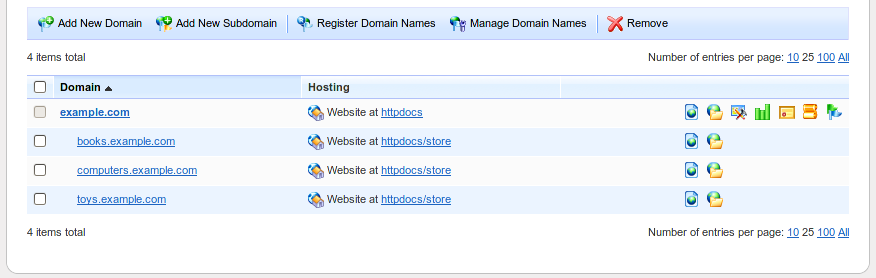 Add New Domain Add New Subdomain Register Domain Names Manage Domain Names Remove
4 items total Number of entries per page: 10 25 100 All
Domain Hosting
example.com Website at httpdocs
books.example.com Website at httpdocs/store
computers.example.com Website at httpdocs/store
toys.example.com Website at httpdocs/store
4 items total Number of entries per page: 10 25 100 All